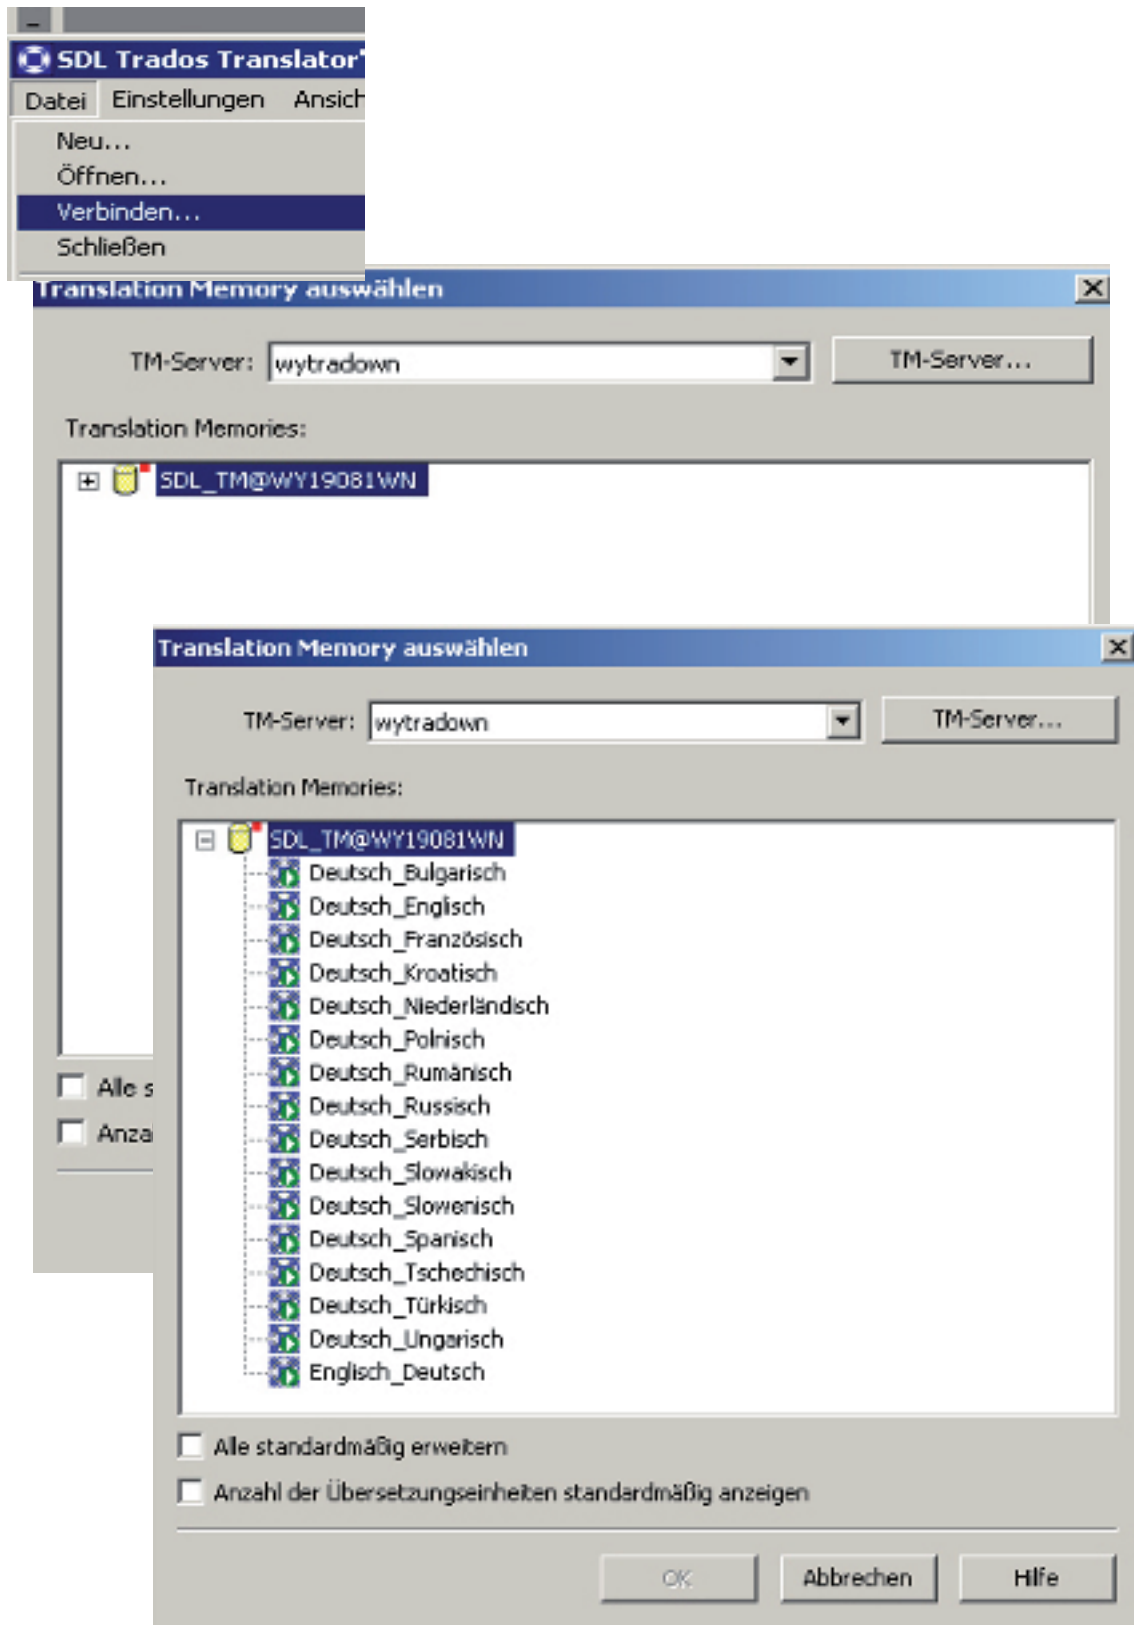 SDL Trados Translator'
Datei Einstellungen Ansich
Neu...
Öffnen...
Verbinden...
Schließen
Translation Memory auswählen
TM-Server: wytradown TM-Server...
Translation Memories:
SDL_TM@WY19081WN
Alle s
Anza
Translation Memory auswählen
TM-Server: wytradown TM-Server...
Translation Memories:
SDL_TM@WY19081WN
Deutsch_Bulgarisch
Deutsch_Englisch
Deutsch_Französisch
Deutsch_Kroatisch
Deutsch_Niederländisch
Deutsch_Polnisch
Deutsch_Rumänisch
Deutsch_Russisch
Deutsch_Serbisch
Deutsch_Slowakisch
Deutsch_Slowenisch
Deutsch_Spanisch
Deutsch_Tschechisch
Deutsch_Türkisch
Deutsch_Ungarisch
Englisch_Deutsch
Alle standardmäßig erweitern
Anzahl der Übersetzungseinheiten standardmäßig anzeigen
OK Abbrechen Hilfe